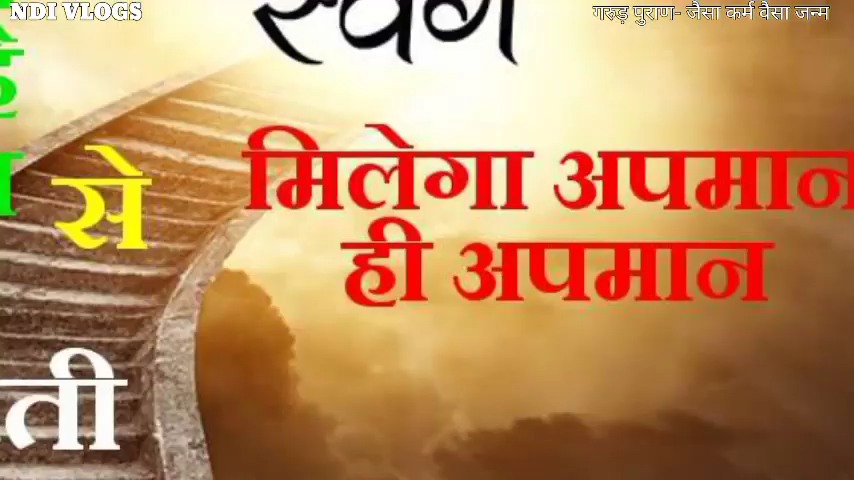 NDI VLOGS
गरुड़ पुराण- जैसा कर्म वैसा जन्म
स्वर्ग
से
मिलेगा अपमान
ही अपमान
ती